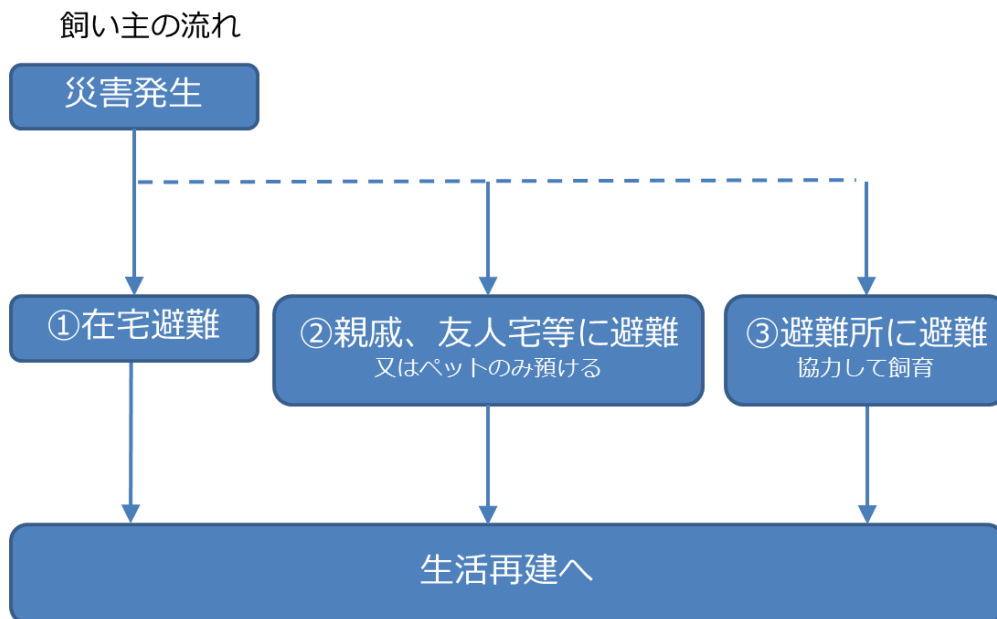 飼い主の流れ
災害発生
①在宅避難
②親戚、友人宅等に避難
又はペットのみ預ける
③避難所に避難
協力して飼育
生活再建へ